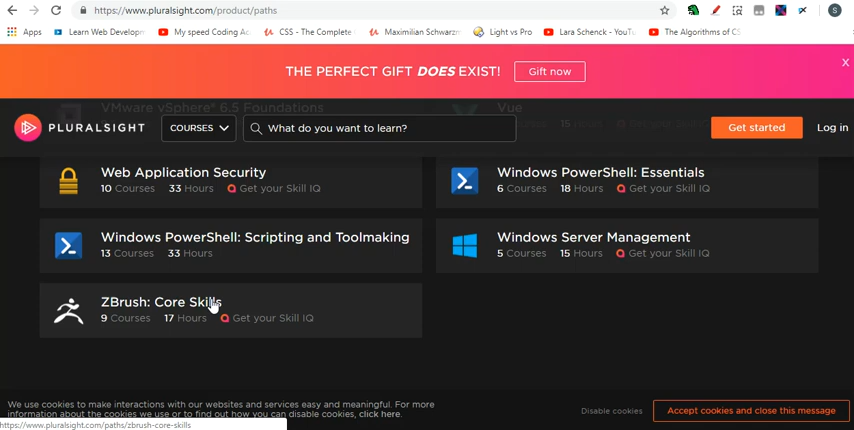 https://www.pluralsight.com/product/paths
S
Apps Learn Web Developm My speed Coding Ac CSS - The Complete Maximilian Schwarzm Light vs Pro Lara Schenck - YouTu The Algorithms of CS
THE PERFECT GIFT DOES EXIST! Gift now X
VMware vSphere® 6.5 Foundations Vue
PLURALSIGHT COURSES What do you want to learn? Get started Log in
Web Application Security
10 Courses 33 Hours Get your Skill IQ
Windows PowerShell: Essentials
6 Courses 18 Hours Get your Skill IQ
Windows PowerShell: Scripting and Toolmaking
13 Courses 33 Hours
Windows Server Management
5 Courses 15 Hours Get your Skill IQ
ZBrush: Core Skills
9 Courses 17 Hours Get your Skill IQ
We use cookies to make interactions with our websites and services easy and meaningful. For more
information about the cookies we use or to find out how you can disable cookies, click here.
Disable cookies Accept cookies and close this message
https://www.pluralsight.com/paths/zbrush-core-skills